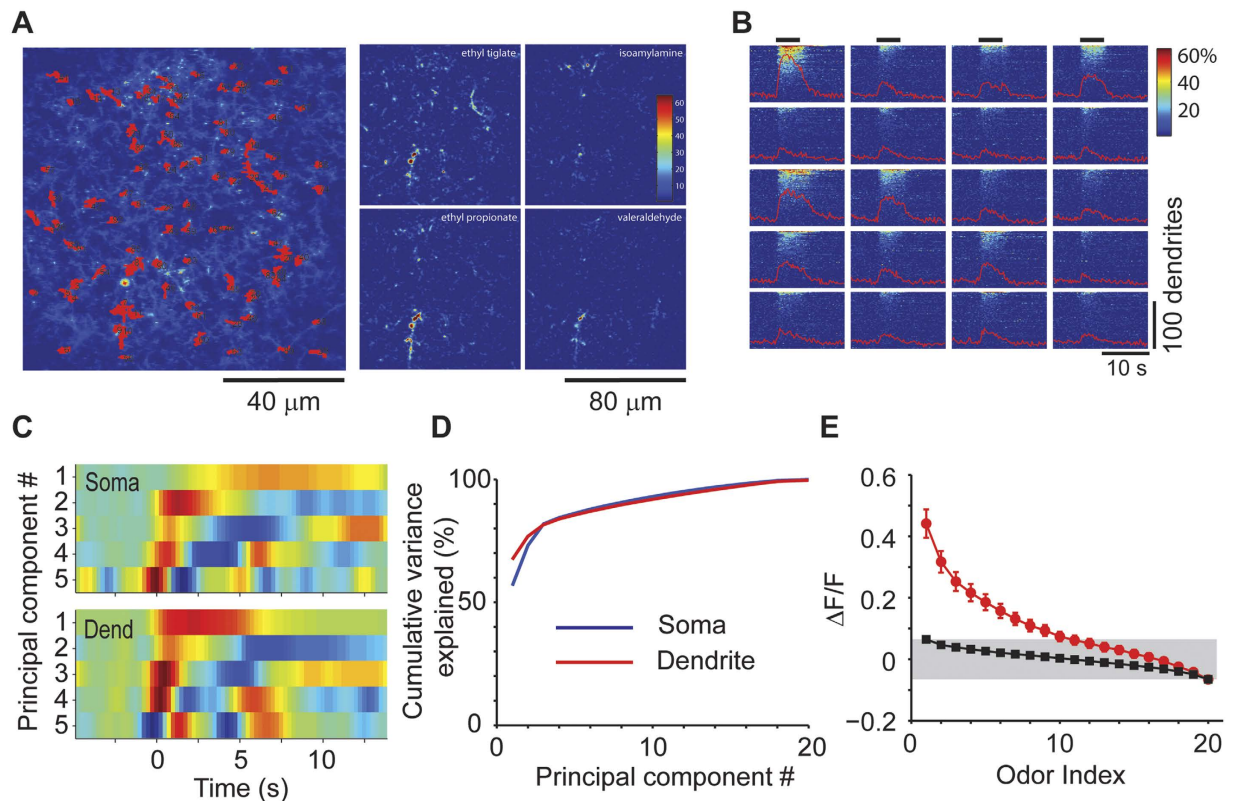 A
ethyl tiglate
isoamylamine
60
50
40
30
20
10
ethyl propionate
valeraldehyde
40 μm
80 μm
B
60%
40
20
100 dendrites
10 s
C
Principal component #
Soma
1
2
3
4
5
Dend
1
2
3
4
5
0
5
10
Time (s)
D
Cumulative variance
explained (%)
100
50
0
Soma
Dendrite
0
10
20
Principal component #
E
ΔF/F
0.6
0.4
0.2
0
−0.2
0
10
20
Odor Index